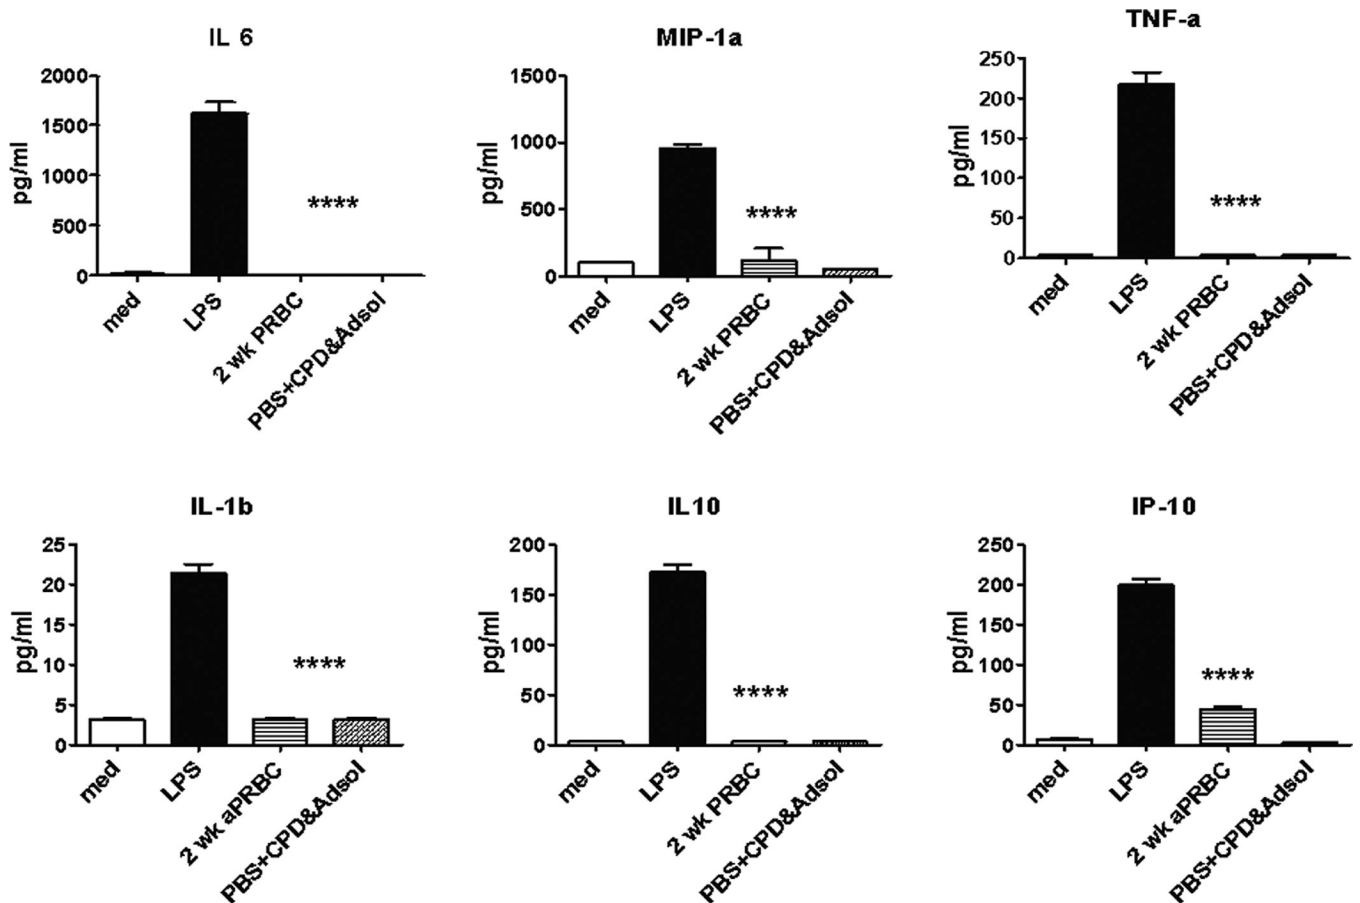 IL 6
2000
1500
1000
500
0
pg/ml
****
med
LPS
2 wk PRBC
PBS+CPD&Adsol
MIP-1a
1500
1000
500
0
pg/ml
****
med
LPS
2 wk PRBC
PBS+CPD&Adsol
TNF-a
250
200
150
100
50
0
pg/ml
****
med
LPS
2 wk PRBC
PBS+CPD&Adsol
IL-1b
25
20
15
10
5
0
pg/ml
****
med
LPS
2 wk aPRBC
PBS+CPD&Adsol
IL10
200
150
100
50
0
pg/ml
****
med
LPS
2 wk PRBC
PBS+CPD&Adsol
IP-10
250
200
150
100
50
0
pg/ml
****
med
LPS
2 wk aPRBC
PBS+CPD&Adsol